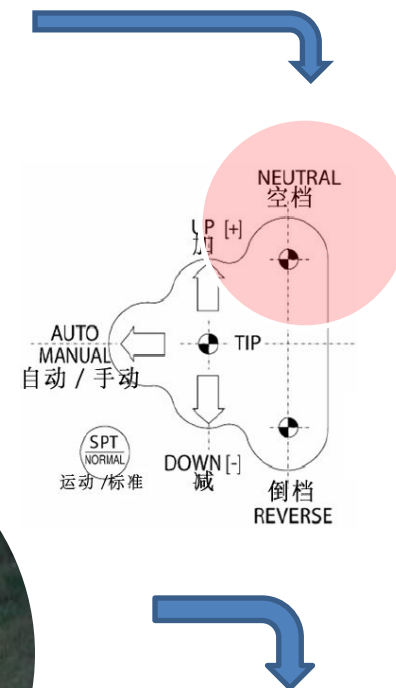 NEUTRAL
空档
UP [+]
加
AUTO
MANUAL
自动 / 手动
TIP
SPT
NORMAL
运动 /标准
DOWN [-]
减
倒档
REVERSE